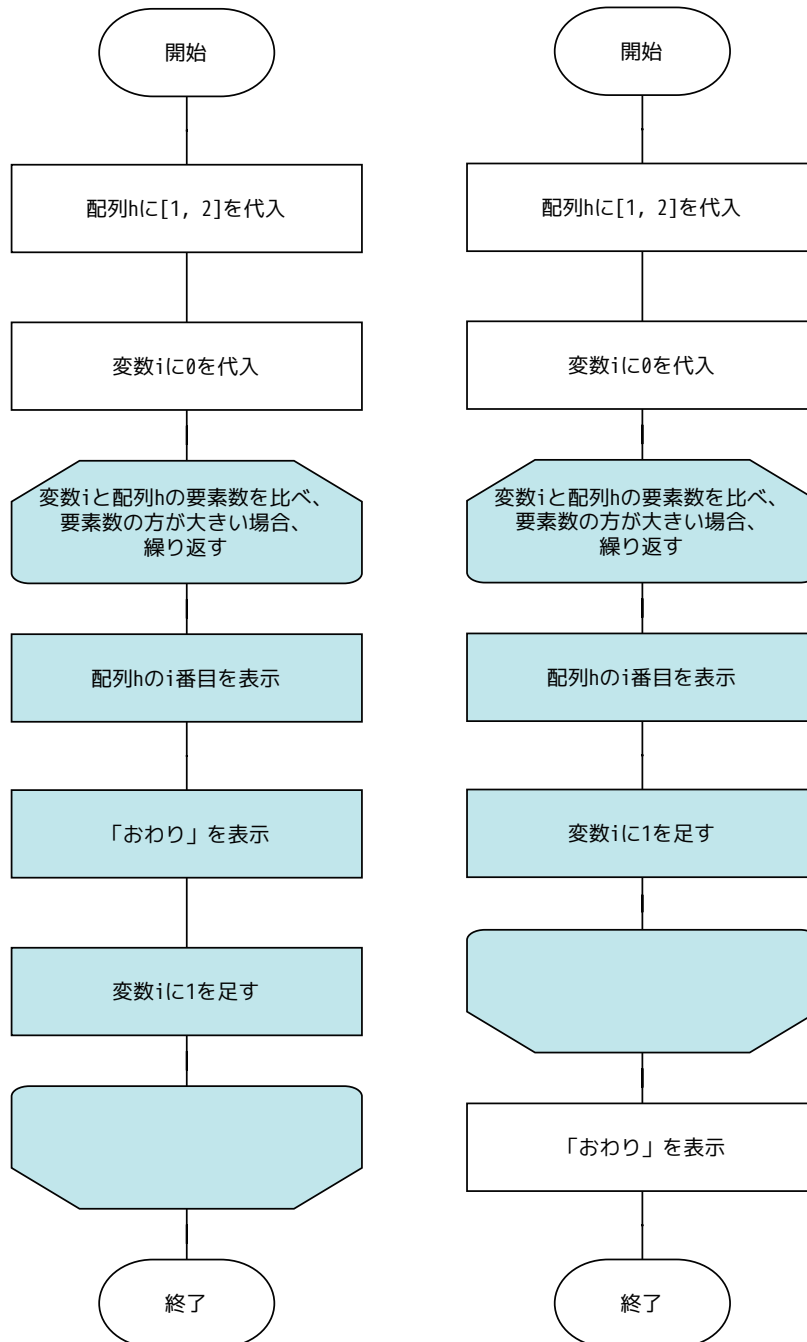 開始
配列hに[1, 2]を代入
変数iに0を代入
変数iと配列hの要素数を比べ、
要素数の方が大きい場合、
繰り返す
配列hのi番目を表示
「おわり」を表示
変数iに1を足す
終了
開始
配列hに[1, 2]を代入
変数iに0を代入
変数iと配列hの要素数を比べ、
要素数の方が大きい場合、
繰り返す
配列hのi番目を表示
変数iに1を足す
「おわり」を表示
終了